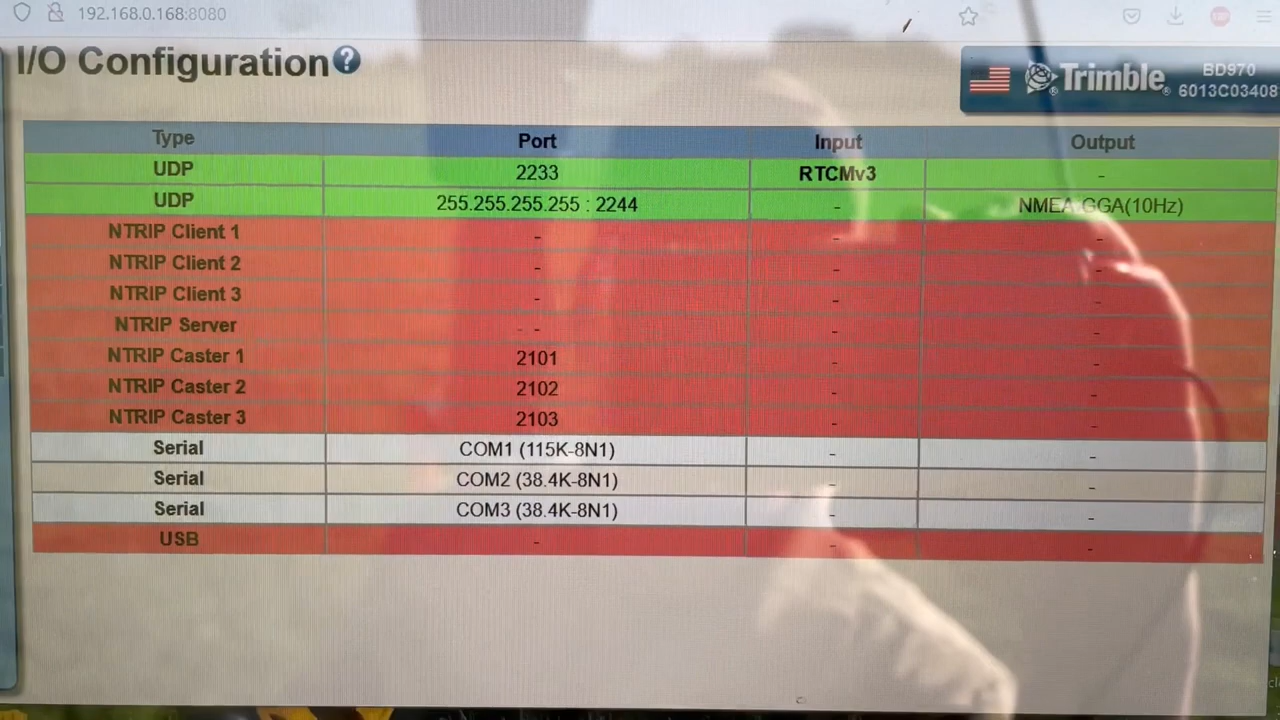 192.168.0.168:8080
I/O Configuration ?
Trimble
BD970
6013C03408
Type Port Input Output
UDP 2233 RTCMv3 -
UDP 255.255.255.255 : 2244 - NMEA:GGA(10Hz)
NTRIP Client 1 - - -
NTRIP Client 2 - - -
NTRIP Client 3 - - -
NTRIP Server - - - -
NTRIP Caster 1 2101 - -
NTRIP Caster 2 2102 - -
NTRIP Caster 3 2103 - -
Serial COM1 (115K-8N1) - -
Serial COM2 (38.4K-8N1) - -
Serial COM3 (38.4K-8N1) - -
USB - - -